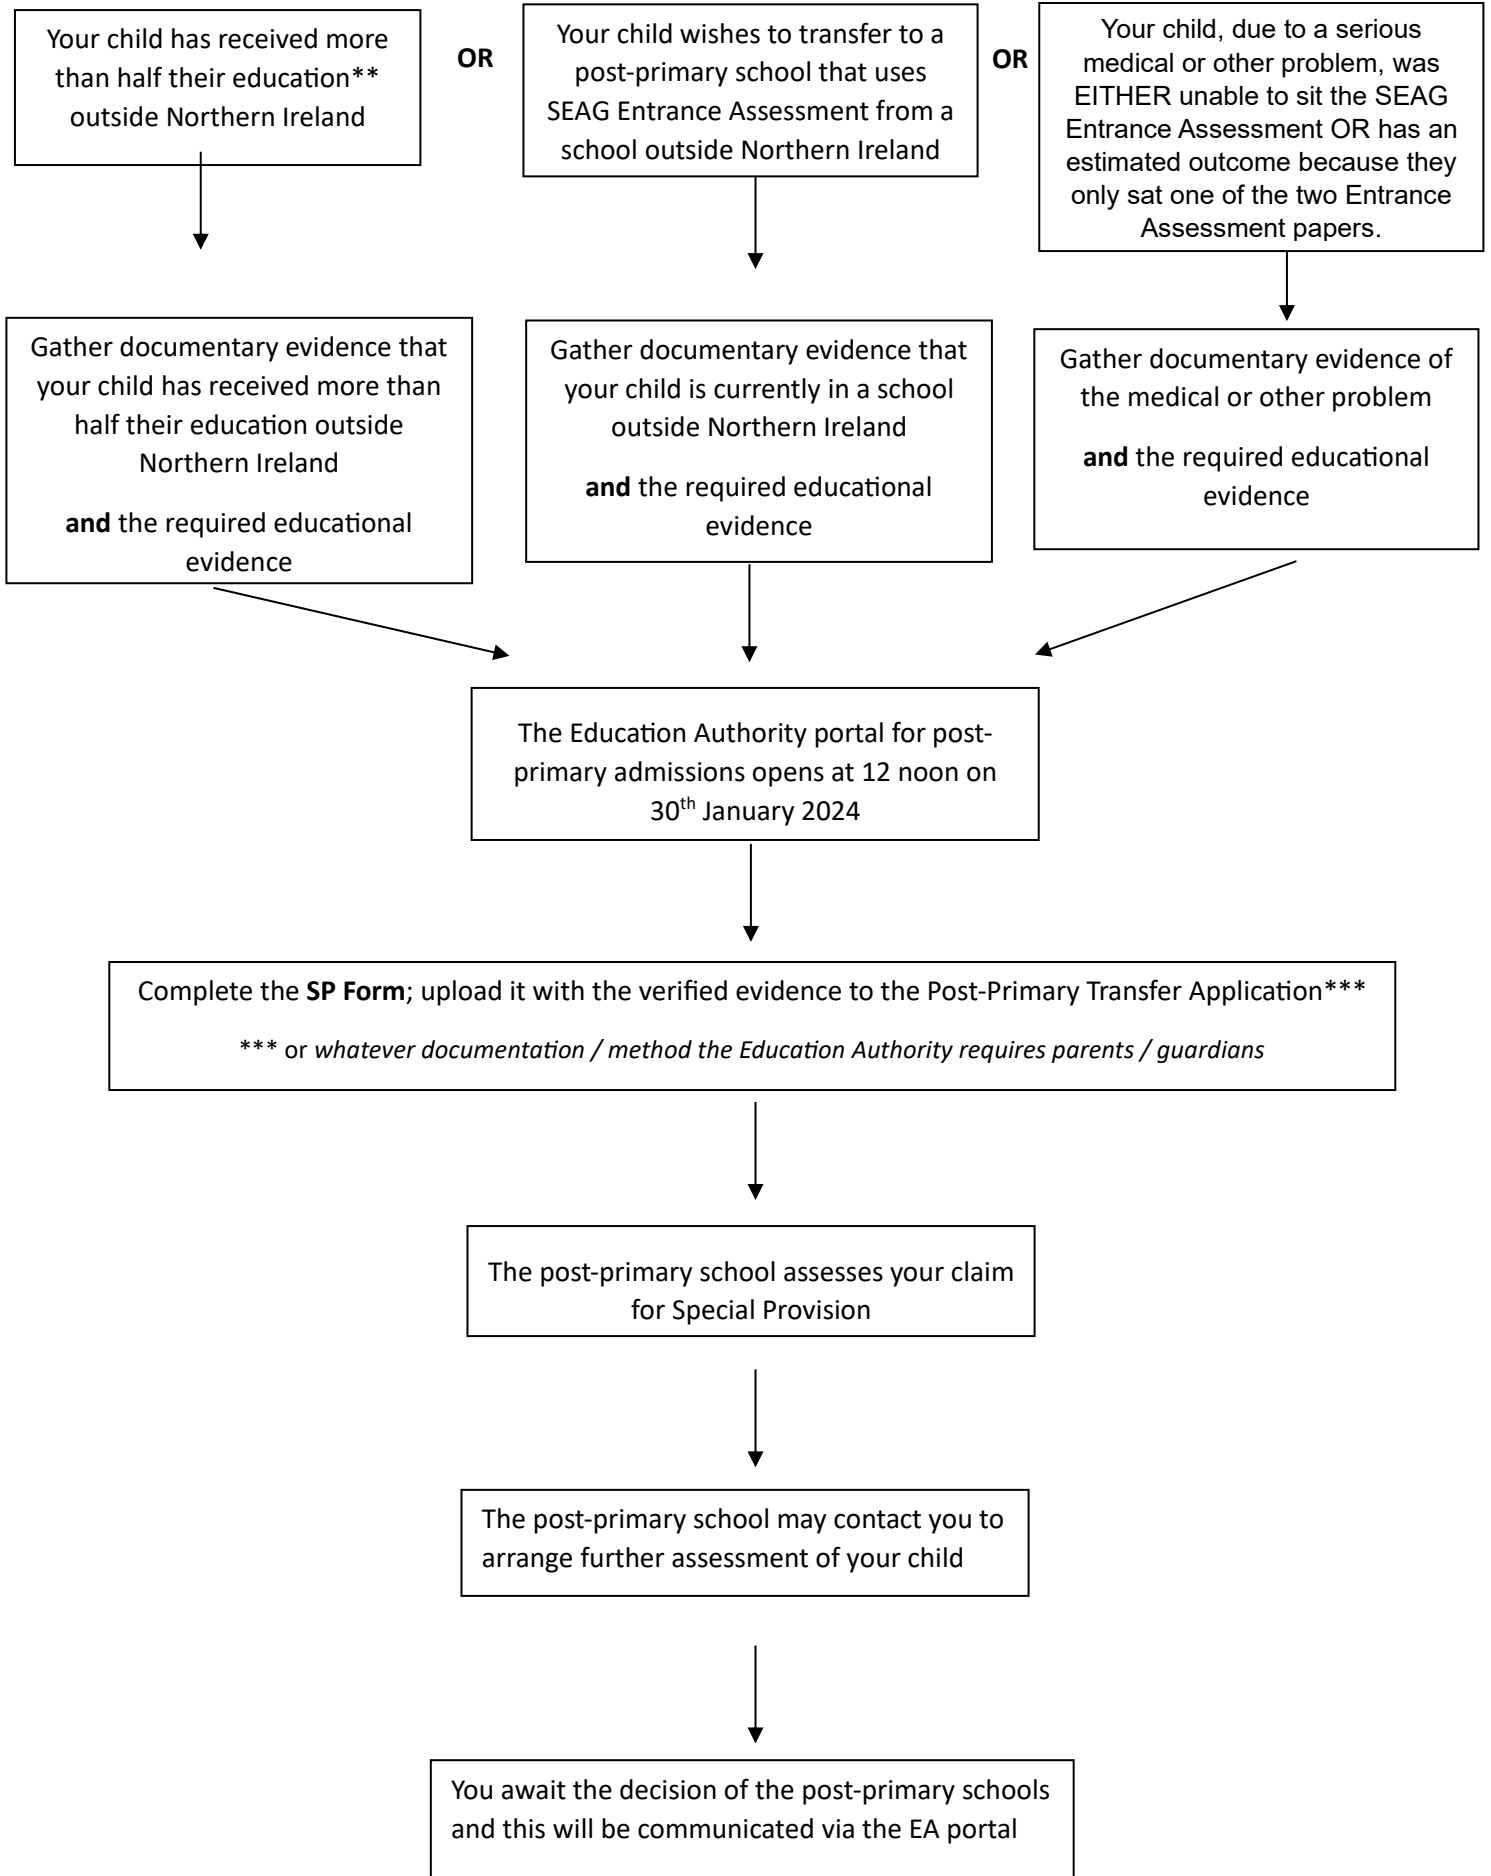 Your child has received more
than half their education**
outside Northern Ireland
OR
Your child wishes to transfer to a
post-primary school that uses
SEAG Entrance Assessment from a
school outside Northern Ireland
OR
Your child, due to a serious
medical or other problem, was
EITHER unable to sit the SEAG
Entrance Assessment OR has an
estimated outcome because they
only sat one of the two Entrance
Assessment papers.
Gather documentary evidence that
your child has received more than
half their education outside
Northern Ireland
and the required educational
evidence
Gather documentary evidence that
your child is currently in a school
outside Northern Ireland
and the required educational
evidence
Gather documentary evidence of
the medical or other problem
and the required educational
evidence
The Education Authority portal for post-
primary admissions opens at 12 noon on
30th January 2024
Complete the SP Form; upload it with the verified evidence to the Post-Primary Transfer Application***
*** or whatever documentation / method the Education Authority requires parents / guardians
The post-primary school assesses your claim
for Special Provision
The post-primary school may contact you to
arrange further assessment of your child
You await the decision of the post-primary schools
and this will be communicated via the EA portal